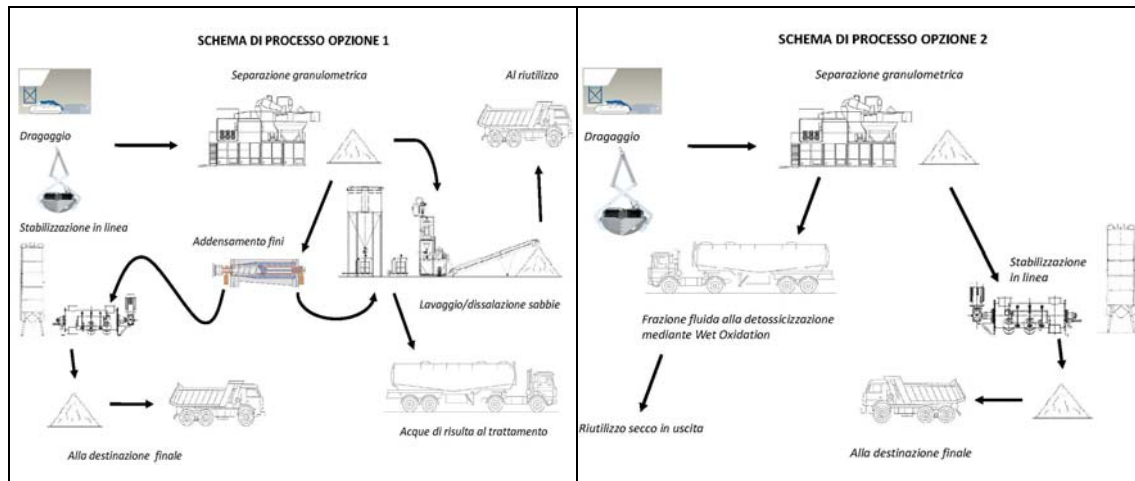 SCHEMA DI PROCESSO OPZIONE 1
Separazione granulometrica
Al riutilizzo
Dragaggio
Stabilizzazione in linea
Addensamento fini
Lavaggio/dissalazione sabbie
Acque di risulta al trattamento
Alla destinazione finale
SCHEMA DI PROCESSO OPZIONE 2
Separazione granulometrica
Dragaggio
Stabilizzazione
in linea
Frazione fluida alla detossicizzazione
mediante Wet Oxidation
Riutilizzo secco in uscita
Alla destinazione finale